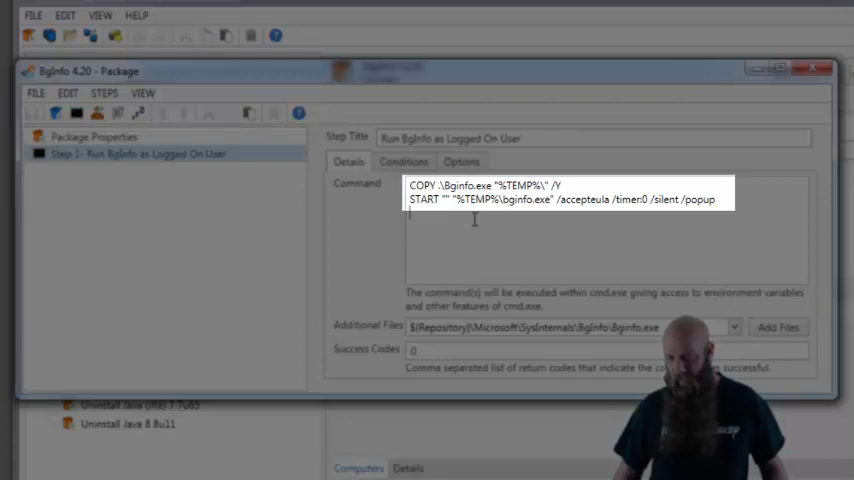 FILE EDIT VIEW HELP
BgInfo 4.20 - Package
FILE EDIT STEPS VIEW
Package Properties
Step 1- Run BgInfo as Logged On User
Step Title Run BgInfo as Logged On User
Details Conditions Options
Command
COPY .\Bginfo.exe "%TEMP%\" /Y
START "" "%TEMP%\bginfo.exe" /accepteula /timer:0 /silent /popup
The command(s) will be executed within cmd.exe giving access to environment variables
and other features of cmd.exe.
Additional Files $(Repository)\Microsoft\SysInternals\BgInfo\Bginfo.exe Add Files
Success Codes 0
Comma separated list of return codes that indicate the successful.
Uninstall Java (JRE) 7 7u65
Uninstall Java 8 8u11
Computers Details